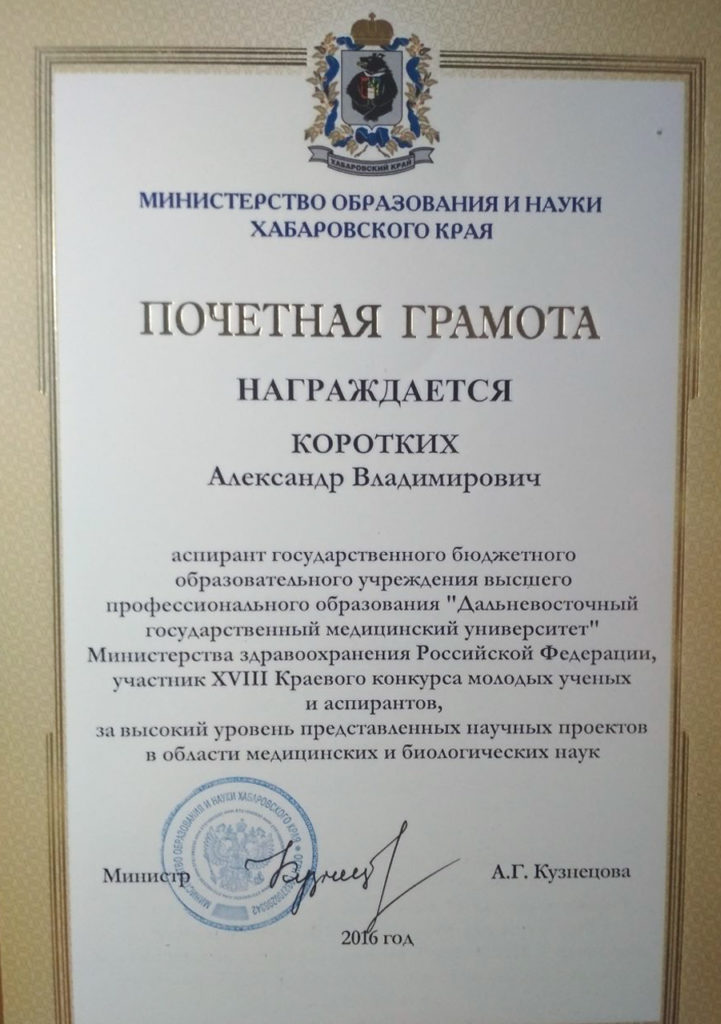 ХАБАРОВСКИЙ КРАЙ
МИНИСТЕРСТВО ОБРАЗОВАНИЯ И НАУКИ
ХАБАРОВСКОГО КРАЯ
ПОЧЕТНАЯ ГРАМОТА
НАГРАЖДАЕТСЯ
КОРОТКИХ
Александр Владимирович
аспирант государственного бюджетного
образовательного учреждения высшего
профессионального образования "Дальневосточный
государственный медицинский университет"
Министерства здравоохранения Российской Федерации,
участник XVIII Краевого конкурса молодых ученых
и аспирантов,
за высокий уровень представленных научных проектов
в области медицинских и биологических наук
МИНИСТЕРСТВО ОБРАЗОВАНИЯ И НАУКИ ХАБАРОВСКОГО КРАЯ
Министр
А.Г. Кузнецова
2016 год